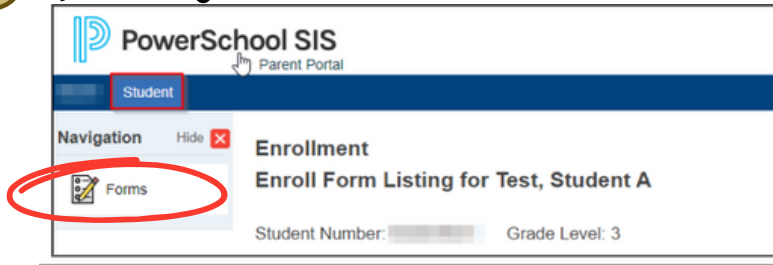 PowerSchool SIS
Parent Portal
Student
Navigation Hide
Enrollment
Enroll Form Listing for Test, Student A
Forms
Student Number: Grade Level: 3